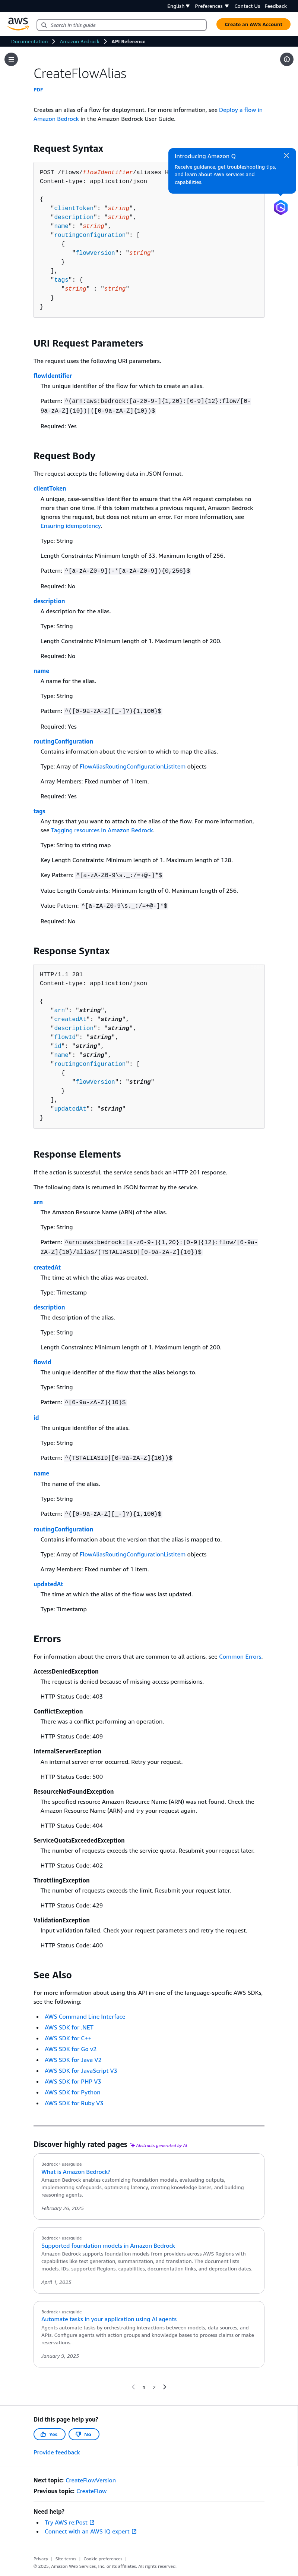 English
Preferences
Contact Us
Feedback
aws
Search in this guide
Create an AWS Account
Documentation
Amazon Bedrock
API Reference
CreateFlowAlias
PDF
Creates an alias of a flow for deployment. For more information, see Deploy a flow in
Amazon Bedrock in the Amazon Bedrock User Guide.
Request Syntax
Introducing Amazon Q
Receive guidance, get troubleshooting tips,
and learn about AWS services and
capabilities.
POST /flows/flowIdentifier/aliases H
Content-type: application/json
{
"clientToken": "string",
"description": "string",
"name": "string",
"routingConfiguration": [
{
"flowVersion": "string"
}
],
"tags": {
"string" : "string"
}
}
URI Request Parameters
The request uses the following URI parameters.
flowIdentifier
The unique identifier of the flow for which to create an alias.
Pattern: ^(arn:aws:bedrock:[a-z0-9-]{1,20}:[0-9]{12}:flow/[0-
9a-zA-Z]{10})|([0-9a-zA-Z]{10})$
Required: Yes
Request Body
The request accepts the following data in JSON format.
clientToken
A unique, case-sensitive identifier to ensure that the API request completes no
more than one time. If this token matches a previous request, Amazon Bedrock
ignores the request, but does not return an error. For more information, see
Ensuring idempotency.
Type: String
Length Constraints: Minimum length of 33. Maximum length of 256.
Pattern: ^[a-zA-Z0-9](-*[a-zA-Z0-9]){0,256}$
Required: No
description
A description for the alias.
Type: String
Length Constraints: Minimum length of 1. Maximum length of 200.
Required: No
name
A name for the alias.
Type: String
Pattern: ^([0-9a-zA-Z][_-]?){1,100}$
Required: Yes
routingConfiguration
Contains information about the version to which to map the alias.
Type: Array of FlowAliasRoutingConfigurationListItem objects
Array Members: Fixed number of 1 item.
Required: Yes
tags
Any tags that you want to attach to the alias of the flow. For more information,
see Tagging resources in Amazon Bedrock.
Type: String to string map
Key Length Constraints: Minimum length of 1. Maximum length of 128.
Key Pattern: ^[a-zA-Z0-9\s._:/=+@-]*$
Value Length Constraints: Minimum length of 0. Maximum length of 256.
Value Pattern: ^[a-zA-Z0-9\s._:/=+@-]*$
Required: No
Response Syntax
HTTP/1.1 201
Content-type: application/json
{
"arn": "string",
"createdAt": "string",
"description": "string",
"flowId": "string",
"id": "string",
"name": "string",
"routingConfiguration": [
{
"flowVersion": "string"
}
],
"updatedAt": "string"
}
Response Elements
If the action is successful, the service sends back an HTTP 201 response.
The following data is returned in JSON format by the service.
arn
The Amazon Resource Name (ARN) of the alias.
Type: String
Pattern: ^arn:aws:bedrock:[a-z0-9-]{1,20}:[0-9]{12}:flow/[0-9a-
zA-Z]{10}/alias/(TSTALIASID|[0-9a-zA-Z]{10})$
createdAt
The time at which the alias was created.
Type: Timestamp
description
The description of the alias.
Type: String
Length Constraints: Minimum length of 1. Maximum length of 200.
flowId
The unique identifier of the flow that the alias belongs to.
Type: String
Pattern: ^[0-9a-zA-Z]{10}$
id
The unique identifier of the alias.
Type: String
Pattern: ^(TSTALIASID|[0-9a-zA-Z]{10})$
name
The name of the alias.
Type: String
Pattern: ^([0-9a-zA-Z][_-]?){1,100}$
routingConfiguration
Contains information about the version that the alias is mapped to.
Type: Array of FlowAliasRoutingConfigurationListItem objects
Array Members: Fixed number of 1 item.
updatedAt
The time at which the alias of the flow was last updated.
Type: Timestamp
Errors
For information about the errors that are common to all actions, see Common Errors.
AccessDeniedException
The request is denied because of missing access permissions.
HTTP Status Code: 403
ConflictException
There was a conflict performing an operation.
HTTP Status Code: 409
InternalServerException
An internal server error occurred. Retry your request.
HTTP Status Code: 500
ResourceNotFoundException
The specified resource Amazon Resource Name (ARN) was not found. Check the
Amazon Resource Name (ARN) and try your request again.
HTTP Status Code: 404
ServiceQuotaExceededException
The number of requests exceeds the service quota. Resubmit your request later.
HTTP Status Code: 402
ThrottlingException
The number of requests exceeds the limit. Resubmit your request later.
HTTP Status Code: 429
ValidationException
Input validation failed. Check your request parameters and retry the request.
HTTP Status Code: 400
See Also
For more information about using this API in one of the language-specific AWS SDKs,
see the following:
• AWS Command Line Interface
• AWS SDK for .NET
• AWS SDK for C++
• AWS SDK for Go v2
• AWS SDK for Java V2
• AWS SDK for JavaScript V3
• AWS SDK for PHP V3
• AWS SDK for Python
• AWS SDK for Ruby V3
Discover highly rated pages Abstracts generated by AI
Bedrock › userguide
What is Amazon Bedrock?
Amazon Bedrock enables customizing foundation models, evaluating outputs,
implementing safeguards, optimizing latency, creating knowledge bases, and building
reasoning agents.
February 26, 2025
Bedrock › userguide
Supported foundation models in Amazon Bedrock
Amazon Bedrock supports foundation models from providers across AWS Regions with
capabilities like text generation, summarization, and translation. The document lists
models, IDs, supported Regions, capabilities, documentation links, and deprecation dates.
April 1, 2025
Bedrock › userguide
Automate tasks in your application using AI agents
Agents automate tasks by orchestrating interactions between models, data sources, and
APIs. Configure agents with action groups and knowledge bases to process claims or make
reservations.
January 9, 2025
1 2
Did this page help you?
Yes
No
Provide feedback
Next topic: CreateFlowVersion
Previous topic: CreateFlow
Need help?
• Try AWS re:Post
• Connect with an AWS IQ expert
Privacy | Site terms | Cookie preferences |
© 2025, Amazon Web Services, Inc. or its affiliates. All rights reserved.